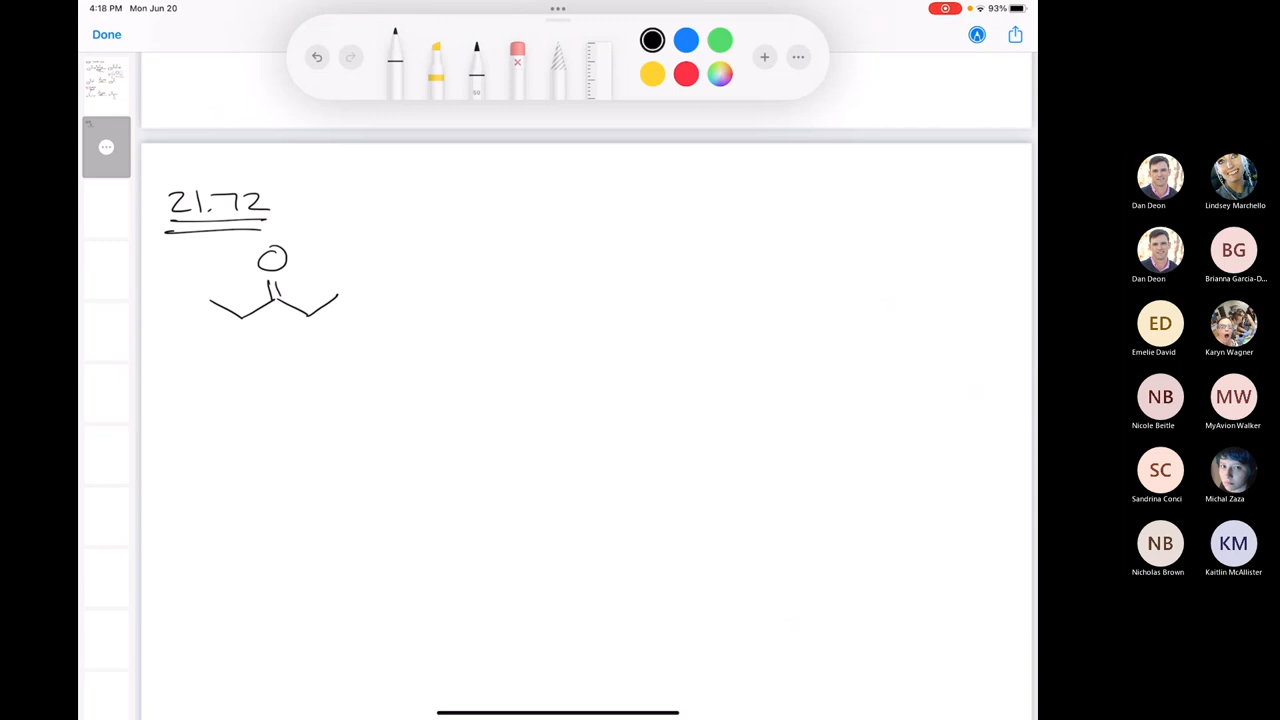 4:18 PM Mon Jun 20
93%
Done
50
21.72
O
Dan Deon
Lindsey Marchello
Dan Deon
BG
Brianna Garcia-D...
ED
Emelie David
Karyn Wagner
NB
Nicole Beitle
MW
MyAvion Walker
SC
Sandrina Conci
Michal Zaza
NB
Nicholas Brown
KM
Kaitlin McAllister